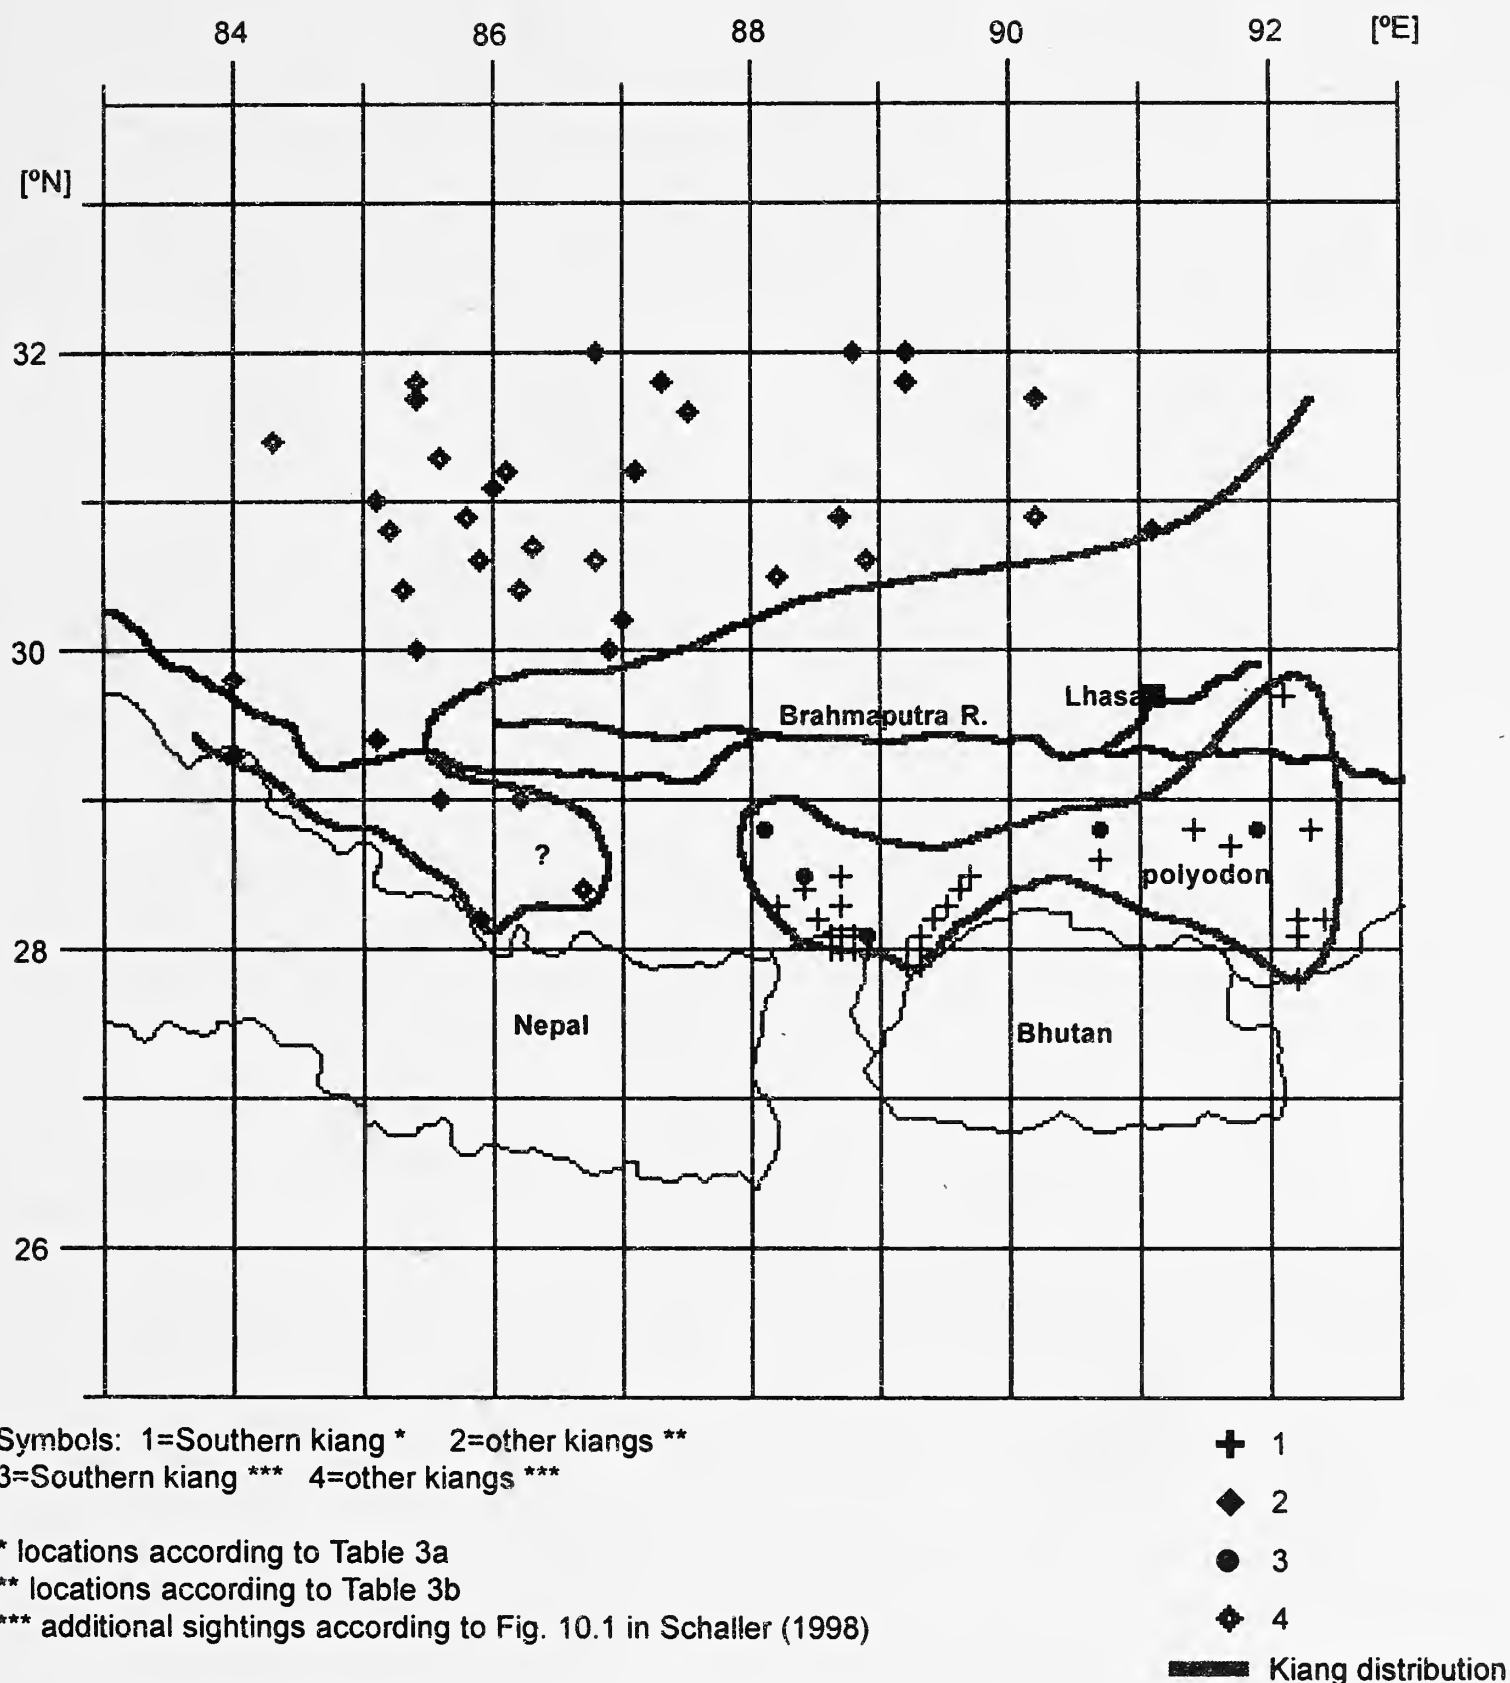 84 86 88 90 92 [ºE]
[ºN]
32
30
Lhasa
Brahmaputra R.
?
polyodon
28
Nepal
Bhutan
26
Symbols: 1=Southern kiang * 2=other kiangs **
3=Southern kiang *** 4=other kiangs ***
* locations according to Table 3a
** locations according to Table 3b
*** additional sightings according to Fig. 10.1 in Schaller (1998)
1
2
3
4
Kiang distribution